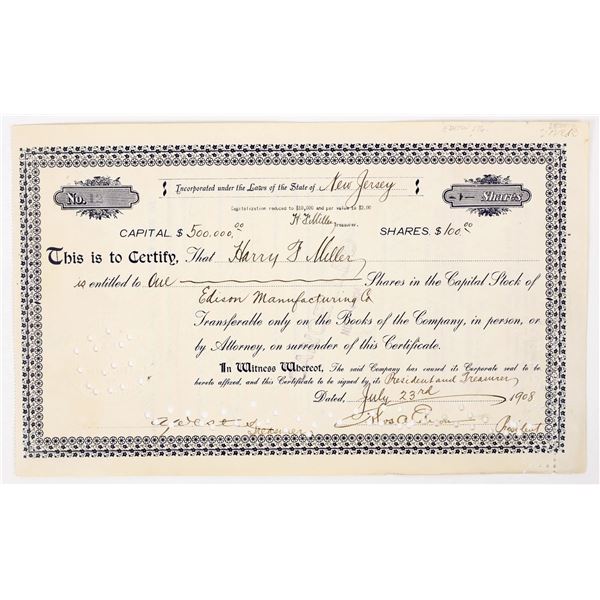 No. 12
Incorporated under the Laws of the State of New Jersey
-1- Shares
Capitalization reduced to $10,000 and par value to $2.00
H F Miller
Treasurer.
CAPITAL $ 500,000.00 SHARES $ 100.00
This is to Certify, That Harry F Miller
is entitled to One Shares in the Capital Stock of
Edison Manufacturing Co
Transferable only on the Books of the Company, in person, or
by Attorney, on surrender of this Certificate.
In Witness Whereof, The said Company has caused its Corporate seal to be
hereto affixed, and this Certificate to be signed by its President and Treasurer
Dated, July 23rd 1908
Treasurer Thos A Edison President